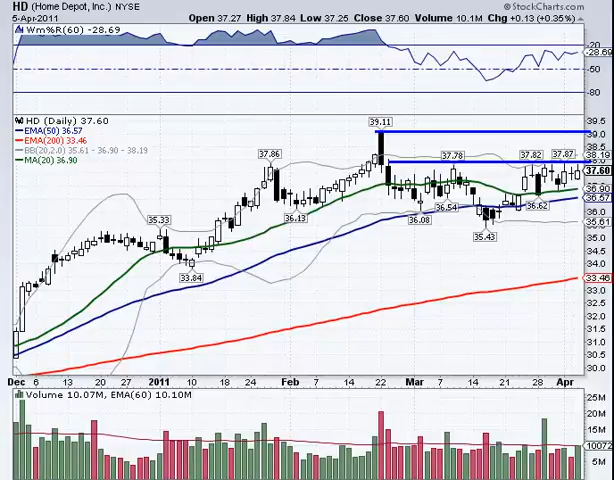 HD (Home Depot, Inc.) NYSE © StockCharts.com
5-Apr-2011 Open 37.27 High 37.84 Low 37.25 Close 37.60 Volume 10.1M Chg +0.13 (+0.35%)
Wm%R(60) -28.69
-20
-28.69
-50
-80
HD (Daily) 37.60
EMA(50) 36.57
EMA(200) 33.46
BB(20,2.0) 35.61 - 36.90 - 38.19
MA(20) 36.90
39.11
37.86
37.78
37.82
37.87
35.33
33.84
36.13
36.08
36.54
35.43
36.62
39.5
39.0
38.5
38.19
37.60
36.90
36.57
36.0
35.61
35.0
34.5
34.0
33.46
33.0
32.5
32.0
31.5
31.0
30.5
30.0
Dec 6 13 20 27 2011 10 18 24 Feb 7 14 22 Mar 7 14 21 28 Apr
Volume 10.07M, EMA(60) 10.10M
25M
20M
15M
10072
5M